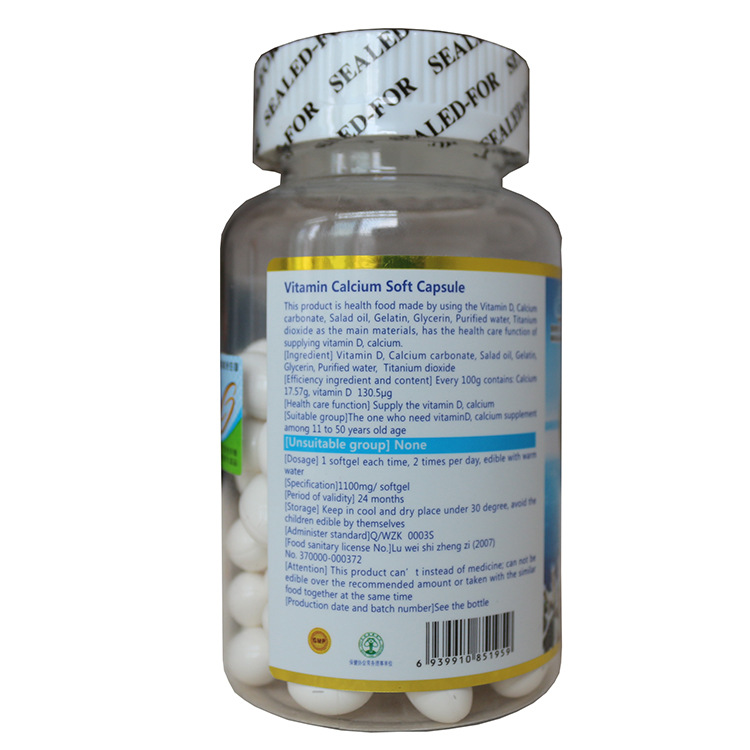 SEALED-FOR SEALED-FOR SEALED-FOR
SEALED-FOR SEALED-FOR
Vitamin Calcium Soft Capsule
This product is health food made by using the Vitamin D, Calcium
carbonate, Salad oil, Gelatin, Glycerin, Purified water, Titanium
dioxide as the main materials, has the health care function of
supplying vitamin D, calcium.
[Ingredient] Vitamin D, Calcium carbonate, Salad oil, Gelatin,
Glycerin, Purified water, Titanium dioxide
[Efficiency ingredient and content] Every 100g contains: Calcium
17.57g, vitamin D 130.5μg
[Health care function] Supply the vitamin D, calcium
[Suitable group]The one who need vitaminD, calcium supplement
among 11 to 50 years old age
[Unsuitable group] None
[Dosage] 1 softgel each time, 2 times per day, edible with warm
water
[Specification]1100mg/ softgel
[Period of validity] 24 months
[Storage] Keep in cool and dry place under 30 degree, avoid the
children edible by themselves
[Administer standard]Q/WZK 0003S
[Food sanitary license No.]Lu wei shi zheng zi (2007)
No. 370000-000372
[Attention] This product can't instead of medicine; can not be
edible over the recommended amount or taken with the similar
food together at the same time
[Production date and batch number]See the bottle
GMP
6 939910 851959